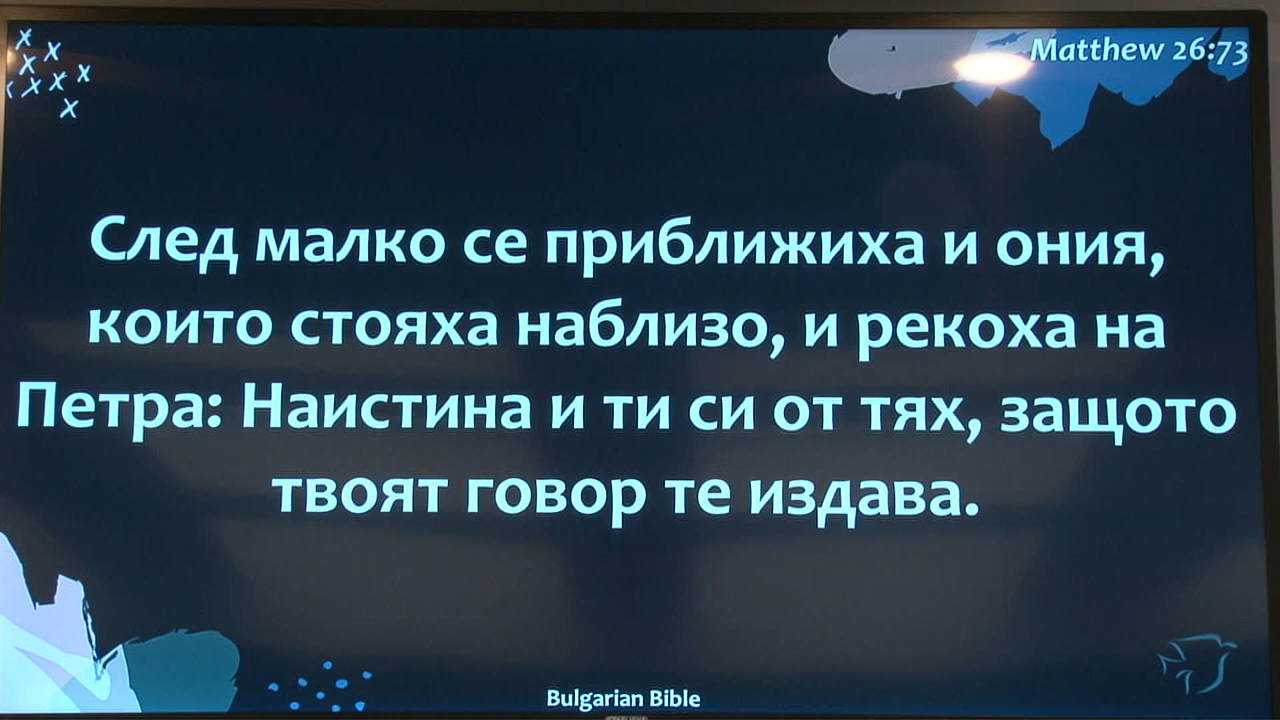 Matthew 26:73
След малко се приближиха и ония,
които стояха наблизо, и рекоха на
Петра: Наистина и ти си от тях, защото
твоят говор те издава.
Bulgarian Bible